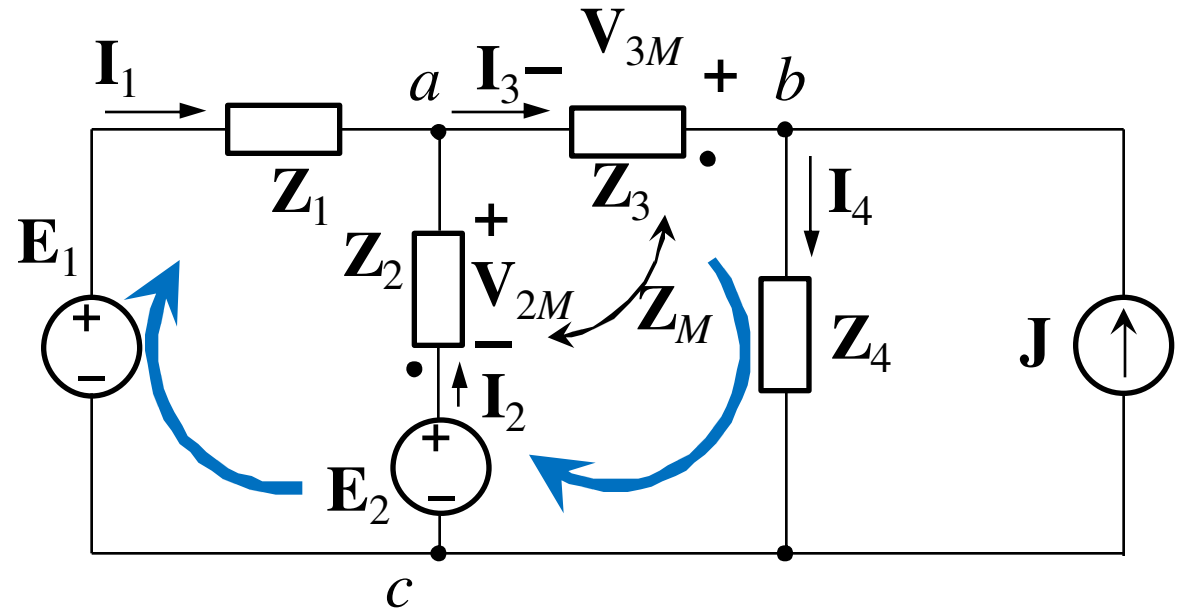 I1
a
I3
−
V3M
+
b
Z1
Z3
I4
E1
+
−
Z2
+
V2M
−
ZM
Z4
J
I2
E2
+
−
c